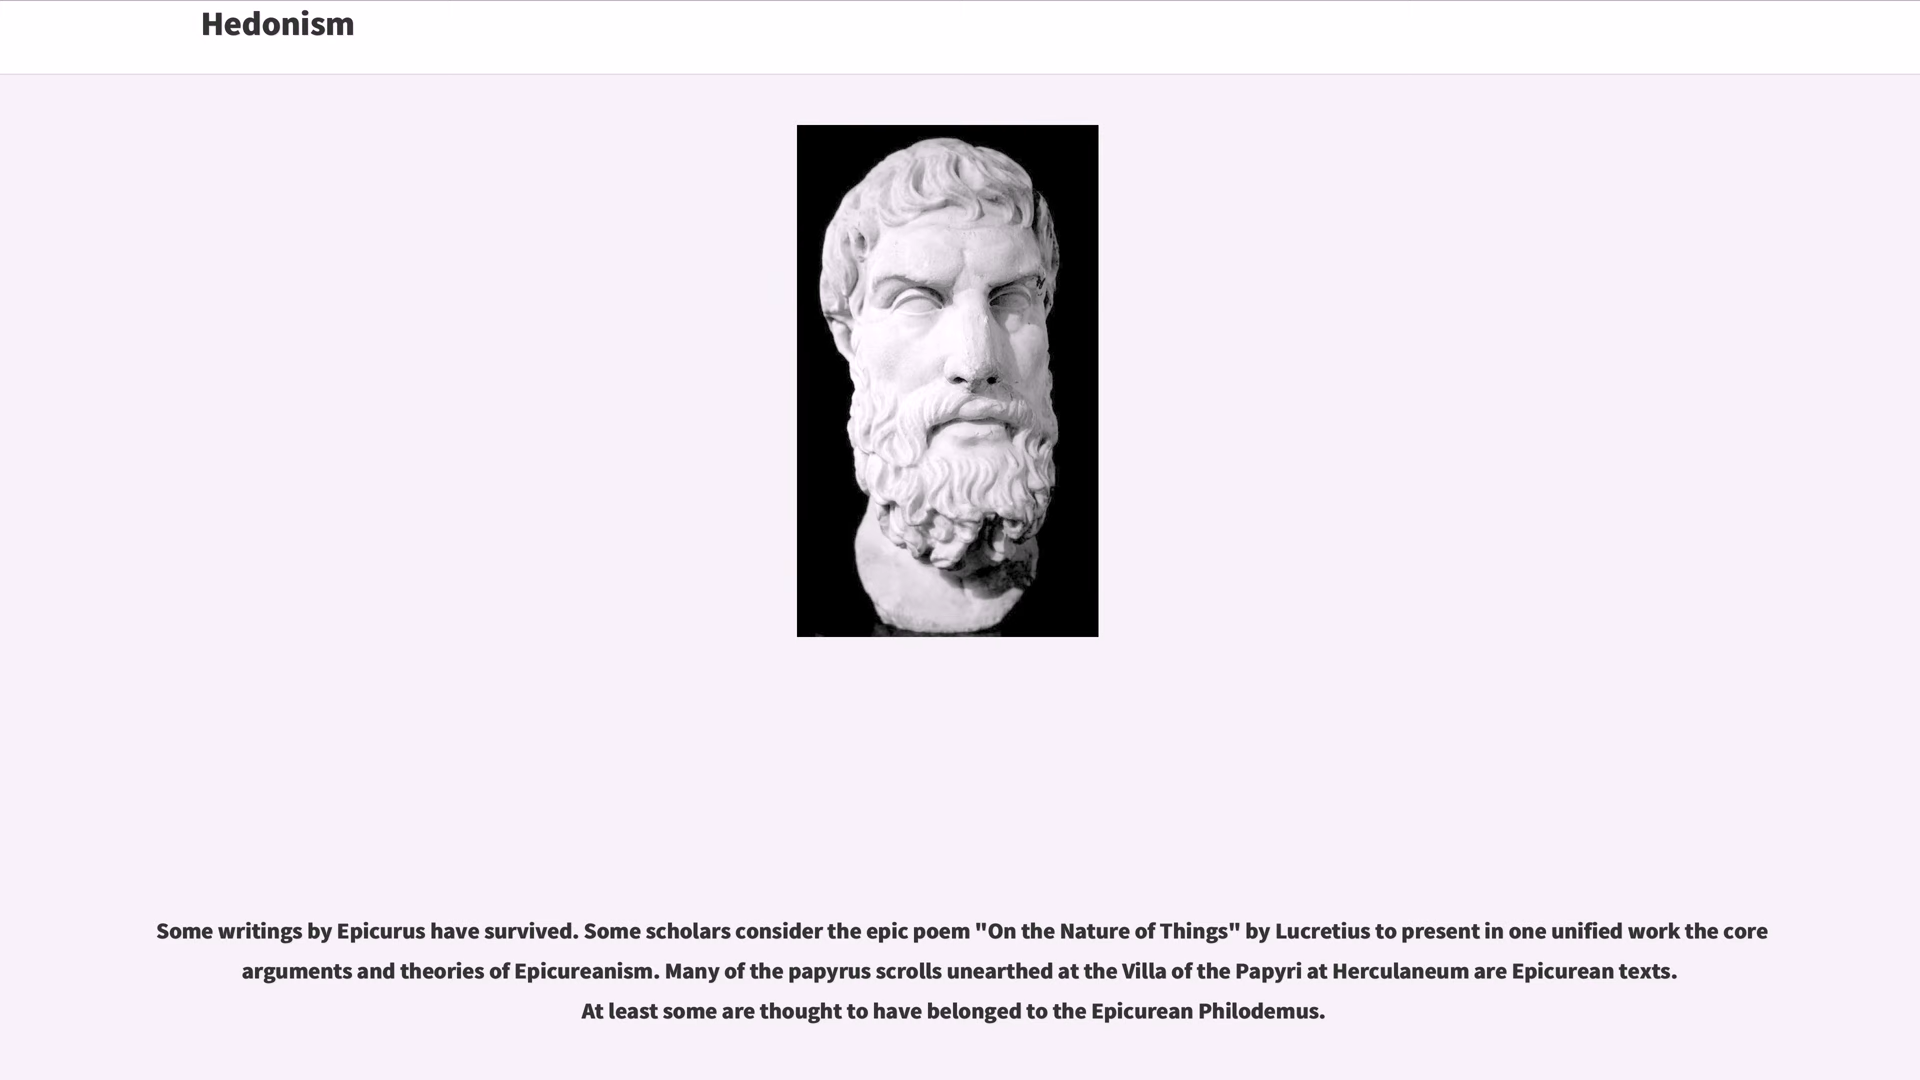 Hedonism
Some writings by Epicurus have survived. Some scholars consider the epic poem "On the Nature of Things" by Lucretius to present in one unified work the core
arguments and theories of Epicureanism. Many of the papyrus scrolls unearthed at the Villa of the Papyri at Herculaneum are Epicurean texts.
At least some are thought to have belonged to the Epicurean Philodemus.